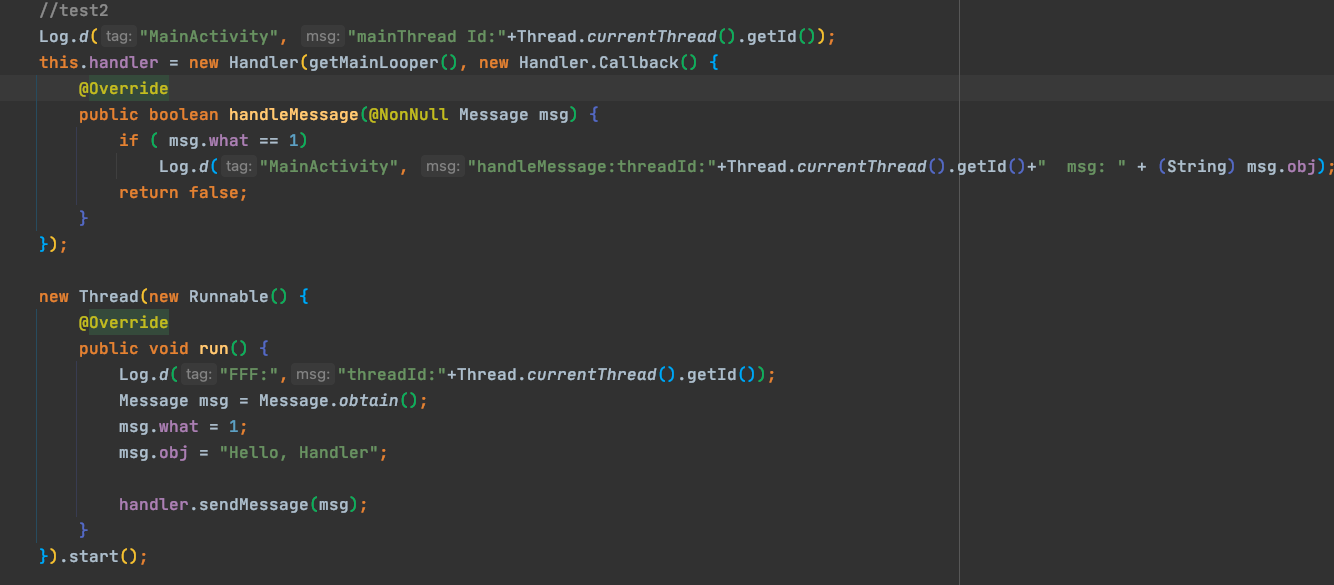 //test2
Log.d( tag: "MainActivity", msg: "mainThread Id:"+Thread.currentThread().getId());
this.handler = new Handler(getMainLooper(), new Handler.Callback() {
@Override
public boolean handleMessage(@NonNull Message msg) {
if ( msg.what == 1)
Log.d( tag: "MainActivity", msg: "handleMessage:threadId:"+Thread.currentThread().getId()+"  msg: " + (String) msg.obj);
return false;
}
});
new Thread(new Runnable() {
@Override
public void run() {
Log.d( tag: "FFF:", msg: "threadId:"+Thread.currentThread().getId());
Message msg = Message.obtain();
msg.what = 1;
msg.obj = "Hello, Handler";
handler.sendMessage(msg);
}
}).start();